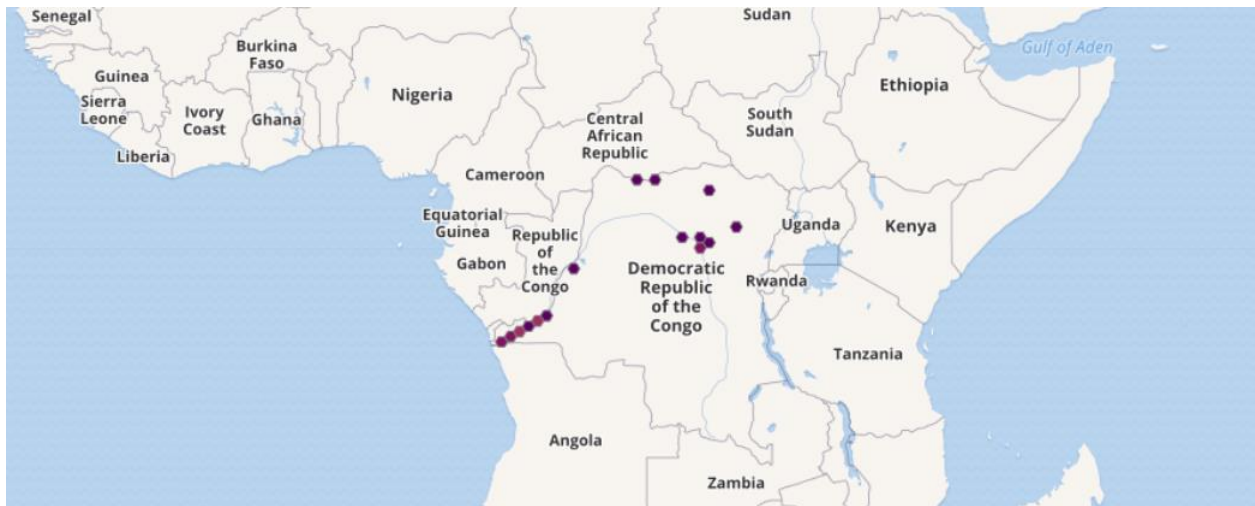 Senegal
Sudan
Gulf of Aden
Burkina
Faso
Guinea
Ethiopia
Nigeria
Sierra
Leone
Ivory
Coast
Ghana
Central
African
Republic
South
Sudan
Liberia
Cameroon
Equatorial
Guinea
Uganda
Kenya
Republic
of
the
Congo
Gabon
Democratic
Republic
of the
Congo
Rwanda
Tanzania
Angola
Zambia